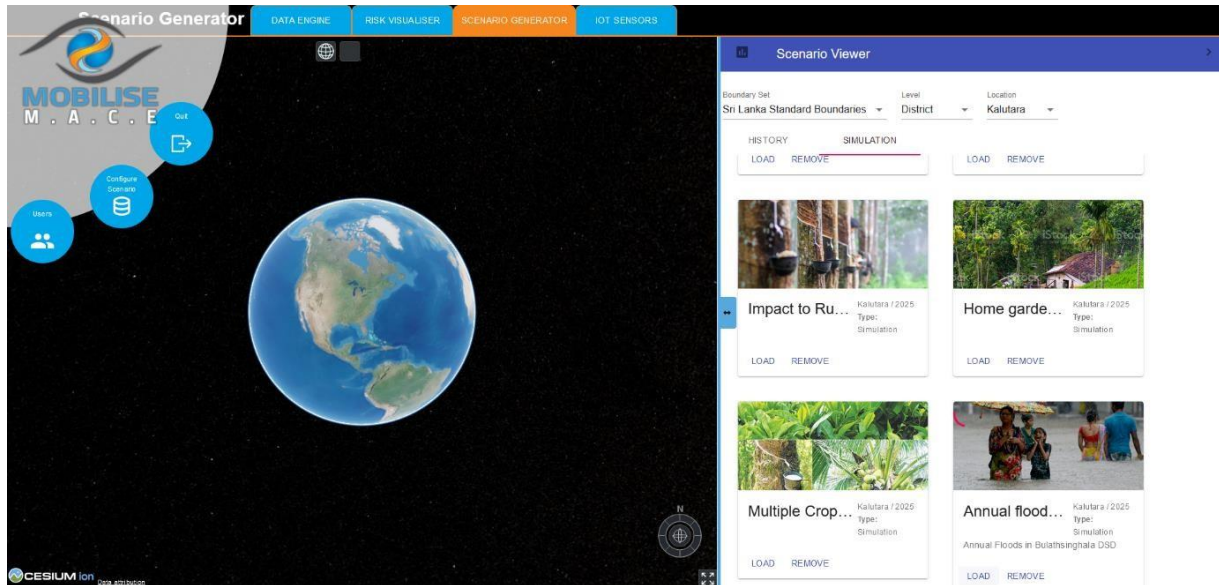 Scenario Generator
DATA ENGINE
RISK VISUALISER
SCENARIO GENERATOR
IOT SENSORS
MOBILISE
M . A . C . E
Quit
Configure
Scenario
Users
N
CESIUM ion
Data attribution
Scenario Viewer
Boundary Set
Sri Lanka Standard Boundaries
Level
District
Location
Kalutara
HISTORY
SIMULATION
LOAD REMOVE
LOAD REMOVE
Impact to Ru...
Kalutara / 2025
Type:
Simulation
LOAD REMOVE
iStock
Home garde...
Kalutara / 2025
Type:
Simulation
LOAD REMOVE
Multiple Crop...
Kalutara / 2025
Type:
Simulation
LOAD REMOVE
Annual flood...
Kalutara / 2025
Type:
Simulation
Annual Floods in Bulathsinghala DSD
LOAD REMOVE